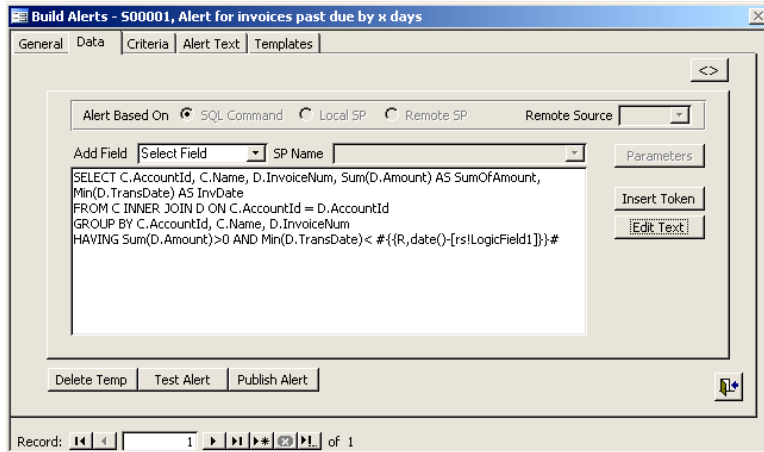 Build Alerts - S00001, Alert for invoices past due by x days
General Data Criteria Alert Text Templates
<>
Alert Based On SQL Command Local SP Remote SP Remote Source
Add Field Select Field SP Name Parameters
SELECT C.AccountId, C.Name, D.InvoiceNum, Sum(D.Amount) AS SumOfAmount,
Min(D.TransDate) AS InvDate
FROM C INNER JOIN D ON C.AccountId = D.AccountId
GROUP BY C.AccountId, C.Name, D.InvoiceNum
HAVING Sum(D.Amount)>0 AND Min(D.TransDate)< #{{R,date()-[rs!LogicField1]}}#
Insert Token
Edit Text
Delete Temp Test Alert Publish Alert
Record: 1 of 1